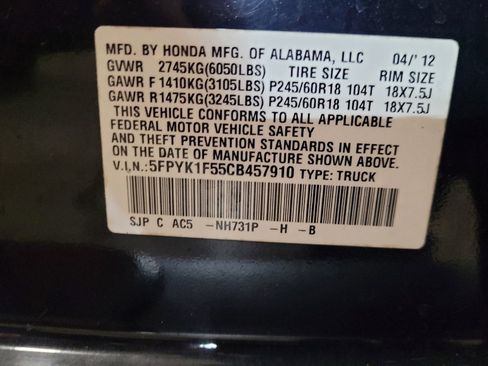 MFD. BY HONDA MFG. OF ALABAMA, LLC 04/'12
GVWR 2745KG(6050LBS) TIRE SIZE RIM SIZE
GAWR F 1410KG(3105LBS) P245/60R18 104T 18X7.5J
GAWR R1475KG(3245LBS) P245/60R18 104T 18X7.5J
THIS VEHICLE CONFORMS TO ALL APPLICABLE
FEDERAL MOTOR VEHICLE SAFETY
AND THEFT PREVENTION STANDARDS IN EFFECT
ON THE DATE OF MANUFACTURE SHOWN ABOVE.
V.I.N.:5FPYK1F55CB457910 TYPE: TRUCK
SJP C AC5 -NH731P -H -B